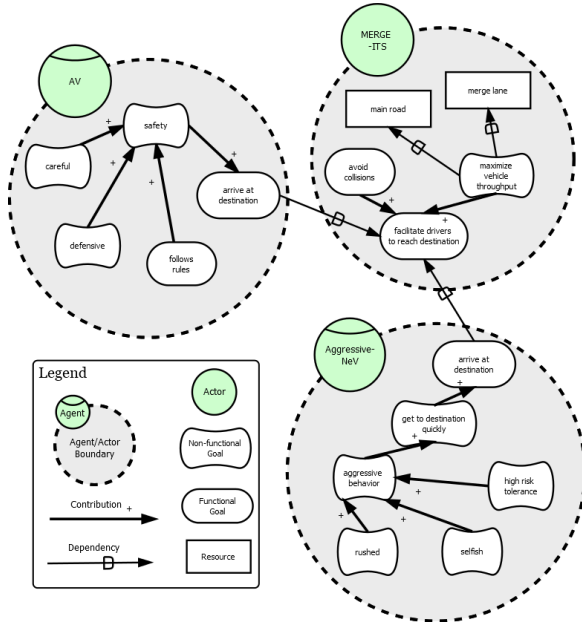 AV
+
safety
+
careful
+
+
arrive at
destination
defensive
follows
rules
MERGE
-ITS
merge lane
main road
avoid
collisions
maximize
vehicle
throughput
+
+
facilitate drivers
to reach destination
D
D
D
D
Aggressive-
NeV
arrive at
destination
+
get to destination
quickly
+
aggressive
behavior
high risk
tolerance
+
+
+
rushed
selfish
Legend
Agent
Actor
Agent/Actor
Boundary
Non-functional
Goal
Contribution +
Functional
Goal
Dependency
D
Resource